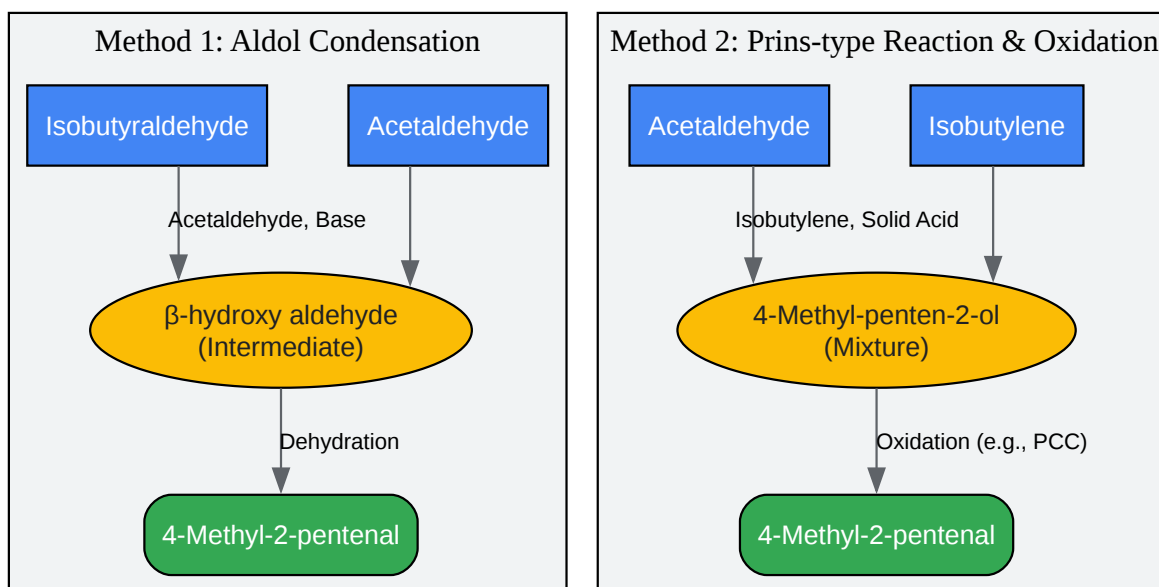 Method 1: Aldol Condensation
Isobutyraldehyde
Acetaldehyde
Acetaldehyde, Base
β-hydroxy aldehyde
(Intermediate)
Dehydration
4-Methyl-2-pentenal
Method 2: Prins-type Reaction & Oxidation
Acetaldehyde
Isobutylene
Isobutylene, Solid Acid
4-Methyl-penten-2-ol
(Mixture)
Oxidation (e.g., PCC)
4-Methyl-2-pentenal